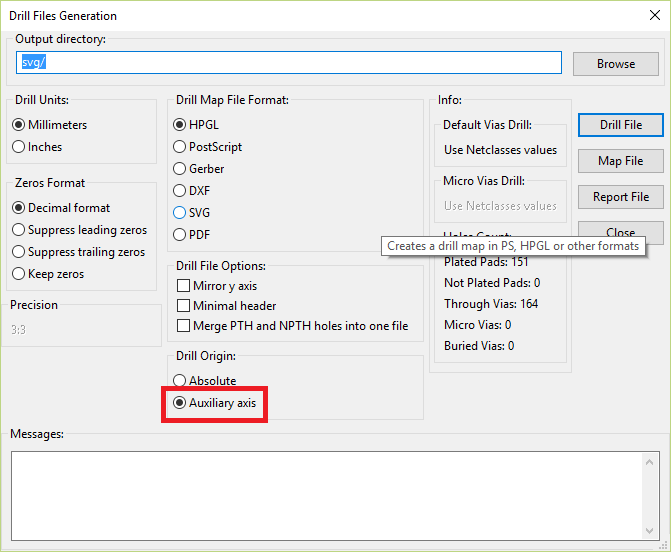 Drill Files Generation
Output directory:
svg/
Browse
Drill Units:
Millimeters
Inches
Zeros Format
Decimal format
Suppress leading zeros
Suppress trailing zeros
Keep zeros
Precision
3:3
Drill Map File Format:
HPGL
PostScript
Gerber
DXF
SVG
PDF
Drill File Options:
Mirror y axis
Minimal header
Merge PTH and NPTH holes into one file
Drill Origin:
Absolute
Auxiliary axis
Info:
Default Vias Drill:
Use Netclasses values
Micro Vias Drill:
Use Netclasses values
Holes Count:
Creates a drill map in PS, HPGL or other formats
Plated Pads: 151
Not Plated Pads: 0
Through Vias: 164
Micro Vias: 0
Buried Vias: 0
Drill File
Map File
Report File
Close
Messages: